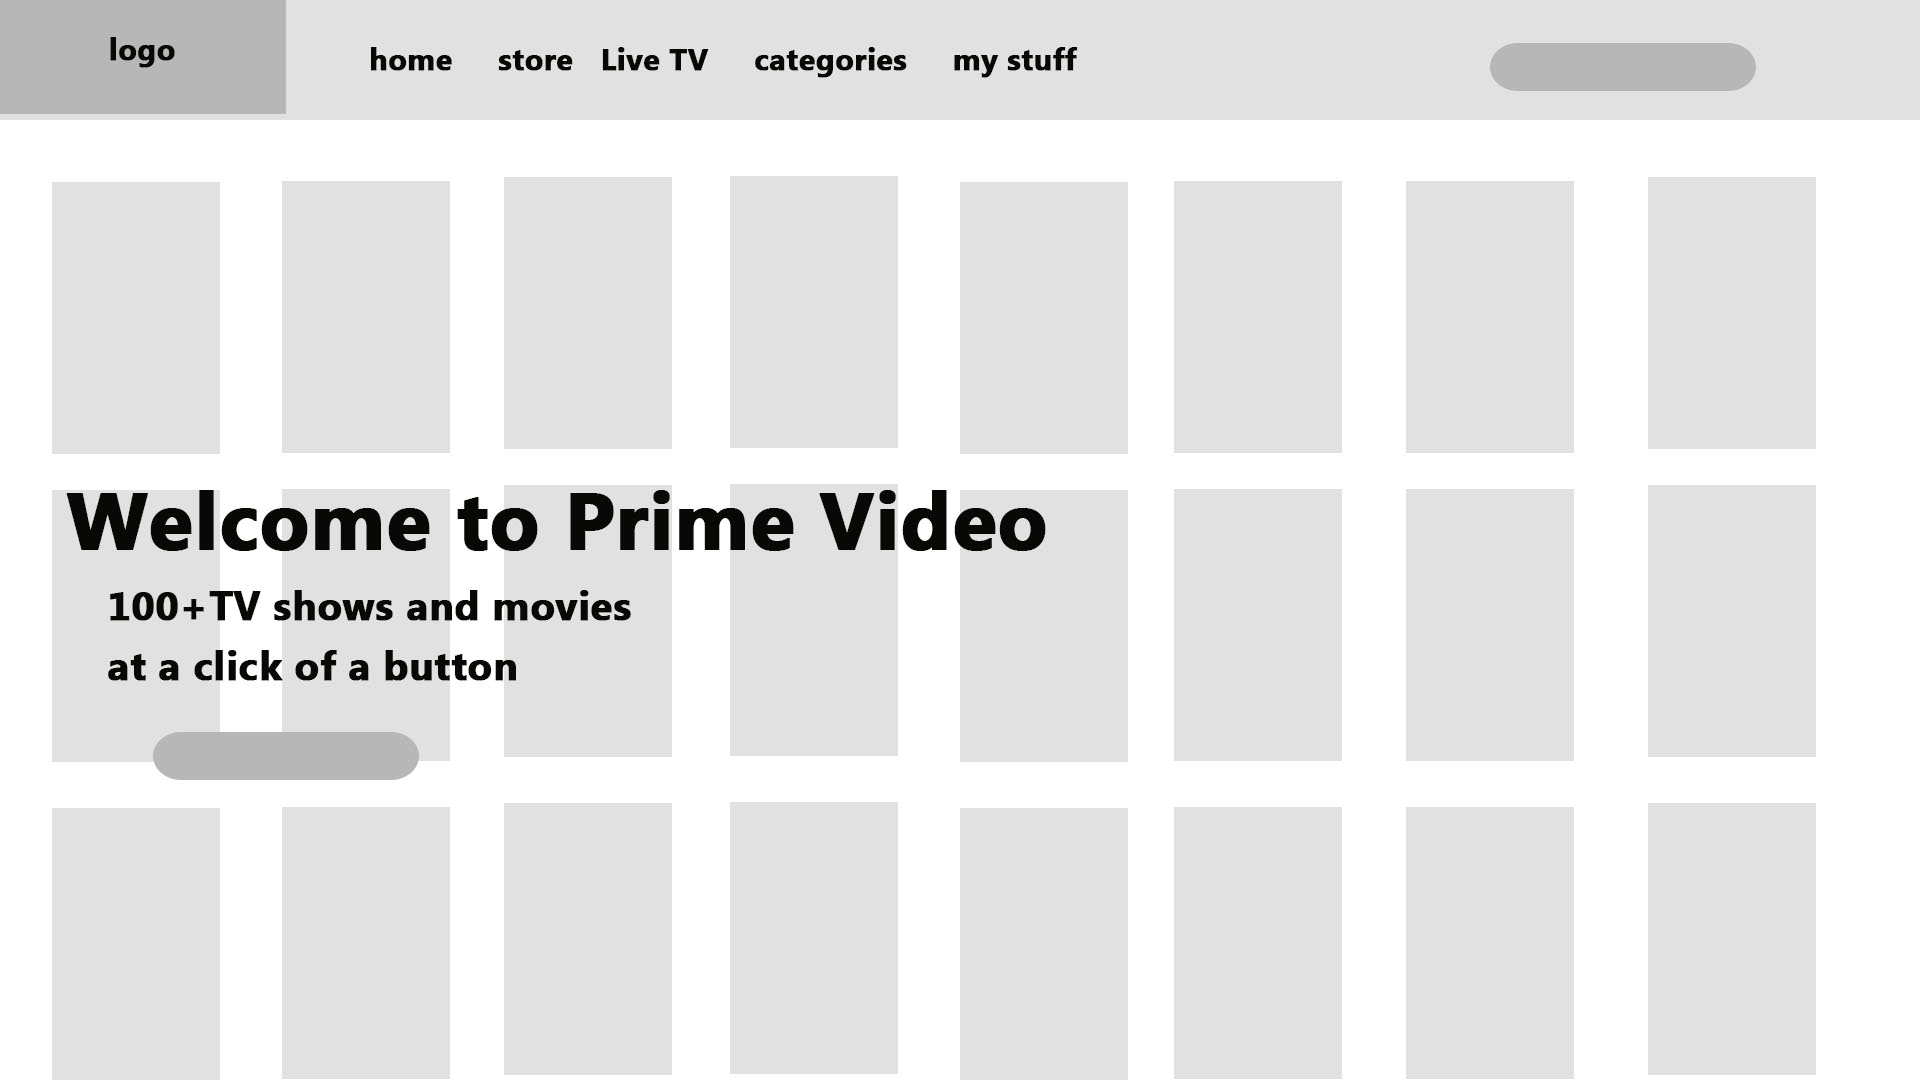 logo
home store Live TV categories my stuff
Welcome to Prime Video
100+TV shows and movies
at a click of a button